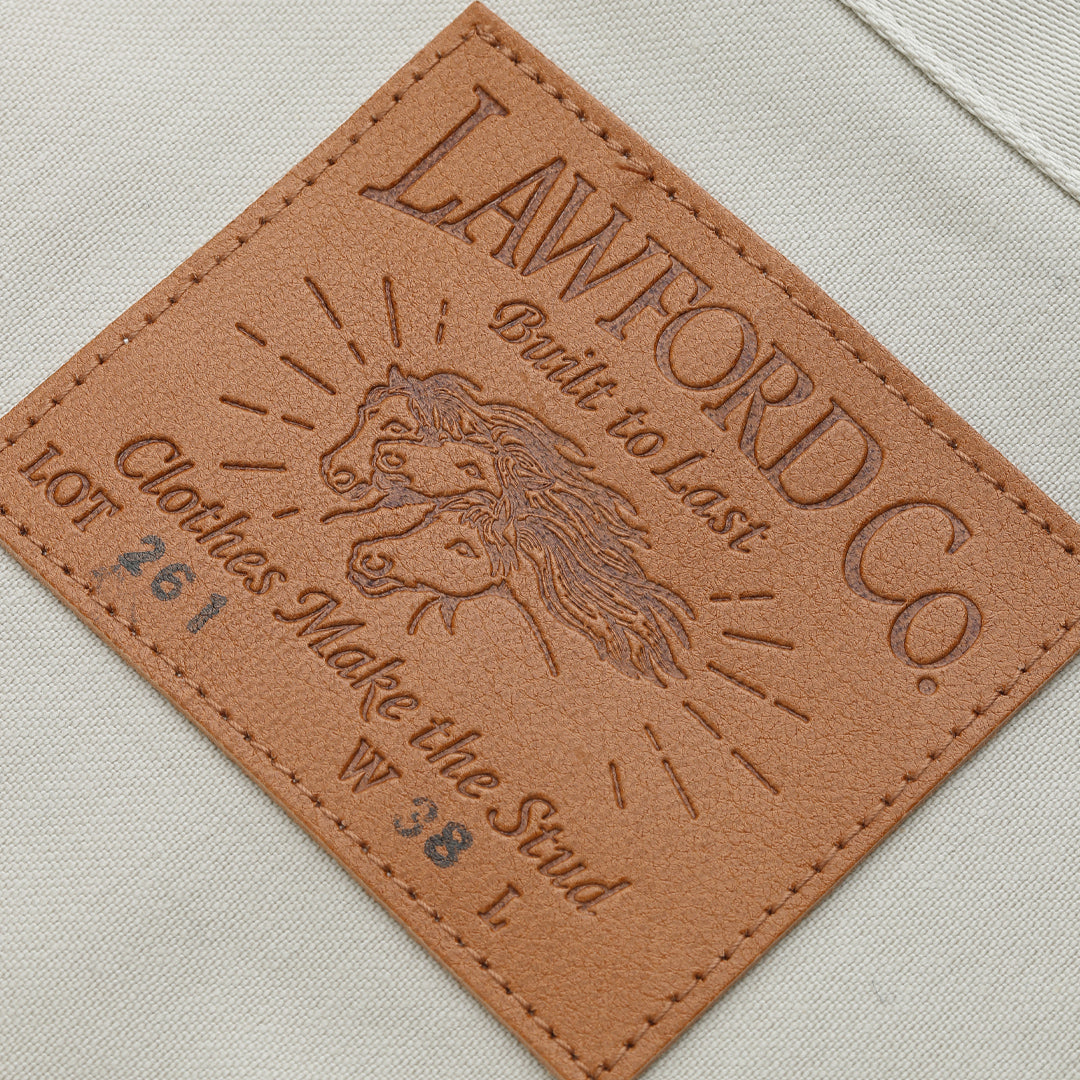 LAWFORD CO.
Built to Last
Clothes Make the Stud
LOT 261 W 38 L